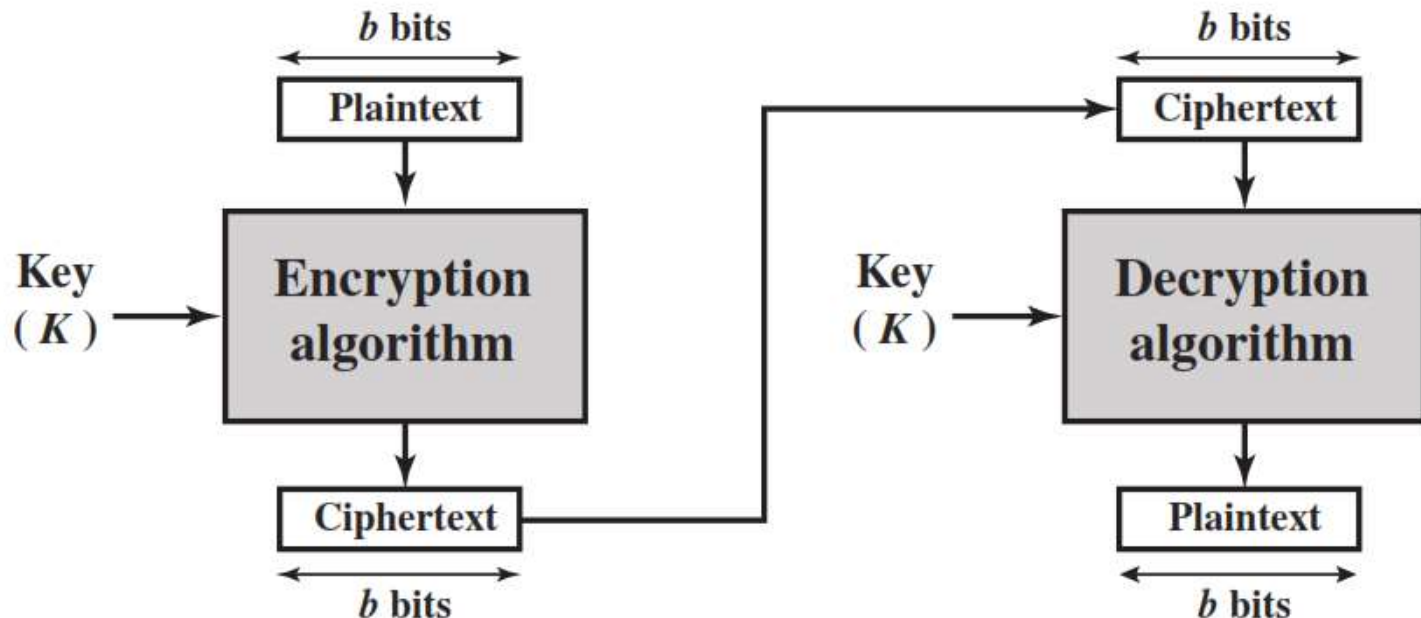 b bits
Plaintext
Key
( K )
Encryption
algorithm
Ciphertext
b bits
b bits
Ciphertext
Key
( K )
Decryption
algorithm
Plaintext
b bits